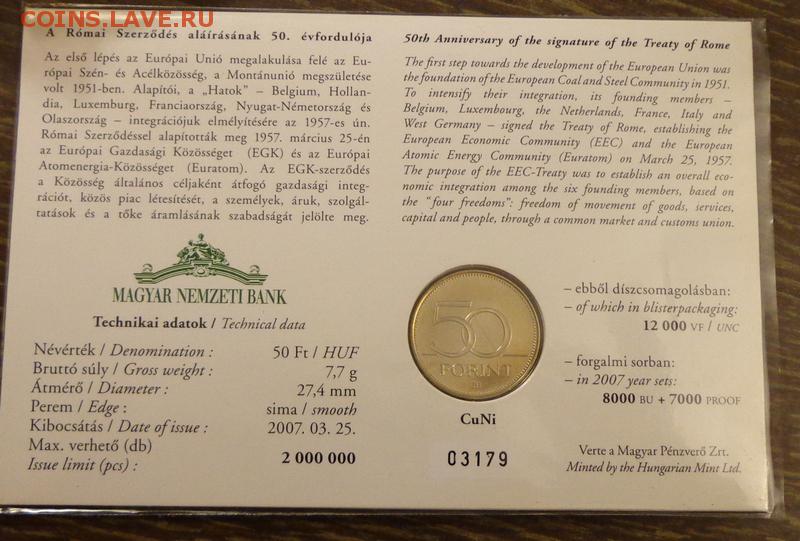 COINS.LAVE.RU
COINS.LAVE.RU
A Római Szerződés aláírásának 50. évfordulója
Az első lépés az Európai Unió megalakulása felé az Eu-
rópai Szén- és Acélközösség, a Montánunió megszületése
volt 1951-ben. Alapítói, a „Hatok” – Belgium, Hollan-
dia, Luxemburg, Franciaország, Nyugat-Németország és
Olaszország – integrációjuk elmélyítésére az 1957-es ún.
Római Szerződéssel alapították meg 1957. március 25-én
az Európai Gazdasági Közösséget (EGK) és az Európai
Atomenergia-Közösséget (Euratom). Az EGK-szerződés
a Közösség általános céljaként átfogó gazdasági integ-
rációt, közös piac létesítését, a személyek, áruk, szolgál-
tatások és a tőke áramlásának szabadságát jelölte meg.
50th Anniversary of the signature of the Treaty of Rome
The first step towards the development of the European Union was
the foundation of the European Coal and Steel Community in 1951.
To intensify their integration, its founding members –
Belgium, Luxembourg, the Netherlands, France, Italy and
West Germany – signed the Treaty of Rome, establishing the
European Economic Community (EEC) and the European
Atomic Energy Community (Euratom) on March 25, 1957.
The purpose of the EEC-Treaty was to establish an overall eco-
nomic integration among the six founding members, based on
the “four freedoms”: freedom of movement of goods, services,
capital and people, through a common market and customs union.
MAGYAR NEMZETI BANK
Technikai adatok / Technical data
Névérték / Denomination : 50 Ft / HUF
Bruttó súly / Gross weight : 7,7 g
Átmérő / Diameter : 27,4 mm
Perem / Edge : sima / smooth
Kibocsátás / Date of issue : 2007. 03. 25.
Max. verhető (db)
Issue limit (pcs) : 2 000 000
50
FORINT
BP.
CuNi
03179
– ebből díszcsomagolásban:
– of which in blisterpackaging:
12 000 VF / UNC
– forgalmi sorban:
– in 2007 year sets:
8000 BU + 7000 PROOF
Verte a Magyar Pénzverő Zrt.
Minted by the Hungarian Mint Ltd.